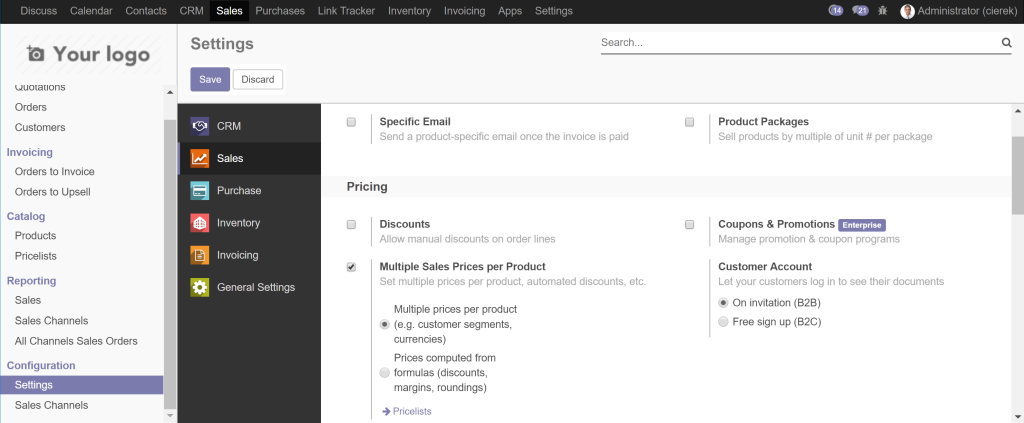 Discuss Calendar Contacts CRM Sales Purchases Link Tracker Inventory Invoicing Apps Settings 14 21 Administrator (cierek)
Your logo
Quotations
Orders
Customers
Invoicing
Orders to Invoice
Orders to Upsell
Catalog
Products
Pricelists
Reporting
Sales
Sales Channels
All Channels Sales Orders
Configuration
Settings
Sales Channels
Settings
Search...
Save Discard
CRM
Sales
Purchase
Inventory
Invoicing
General Settings
Specific Email
Send a product-specific email once the invoice is paid
Product Packages
Sell products by multiple of unit # per package
Pricing
Discounts
Allow manual discounts on order lines
Coupons & Promotions Enterprise
Manage promotion & coupon programs
Multiple Sales Prices per Product
Set multiple prices per product, automated discounts, etc.
Multiple prices per product
(e.g. customer segments,
currencies)
Prices computed from
formulas (discounts,
margins, roundings)
Pricelists
Customer Account
Let your customers log in to see their documents
On invitation (B2B)
Free sign up (B2C)